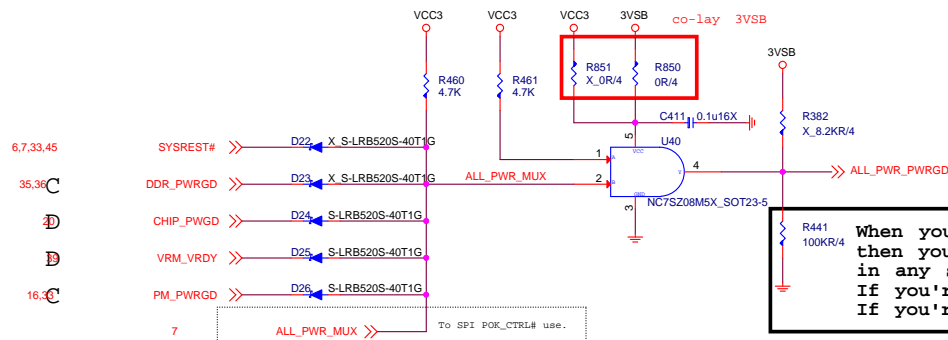 VCC3 VCC3 VCC3 3VSB co-lay 3VSB
3VSB
R460
4.7K
R461
4.7K
R851
X_0R/4
R850
0R/4
R382
X_8.2KR/4
C411 0.1u16X
6,7,33,45 SYSREST# D22 X_S-LRB520S-40T1G
35,36 C DDR_PWRGD D23 X_S-LRB520S-40T1G
D CHIP_PWGD D24 S-LRB520S-40T1G
D VRM_VRDY D25 S-LRB520S-40T1G
16,33 C PM_PWRGD D26 S-LRB520S-40T1G
7 ALL_PWR_MUX
To SPI POK_CTRL# use.
ALL_PWR_MUX
U40
5
VCC
1 A
2 B
Y 4
GND
3
NC7SZ08M5X_SOT23-5
ALL_PWR_PWRGD
R441
100KR/4
When you
then you
in any s
If you'r
If you'r